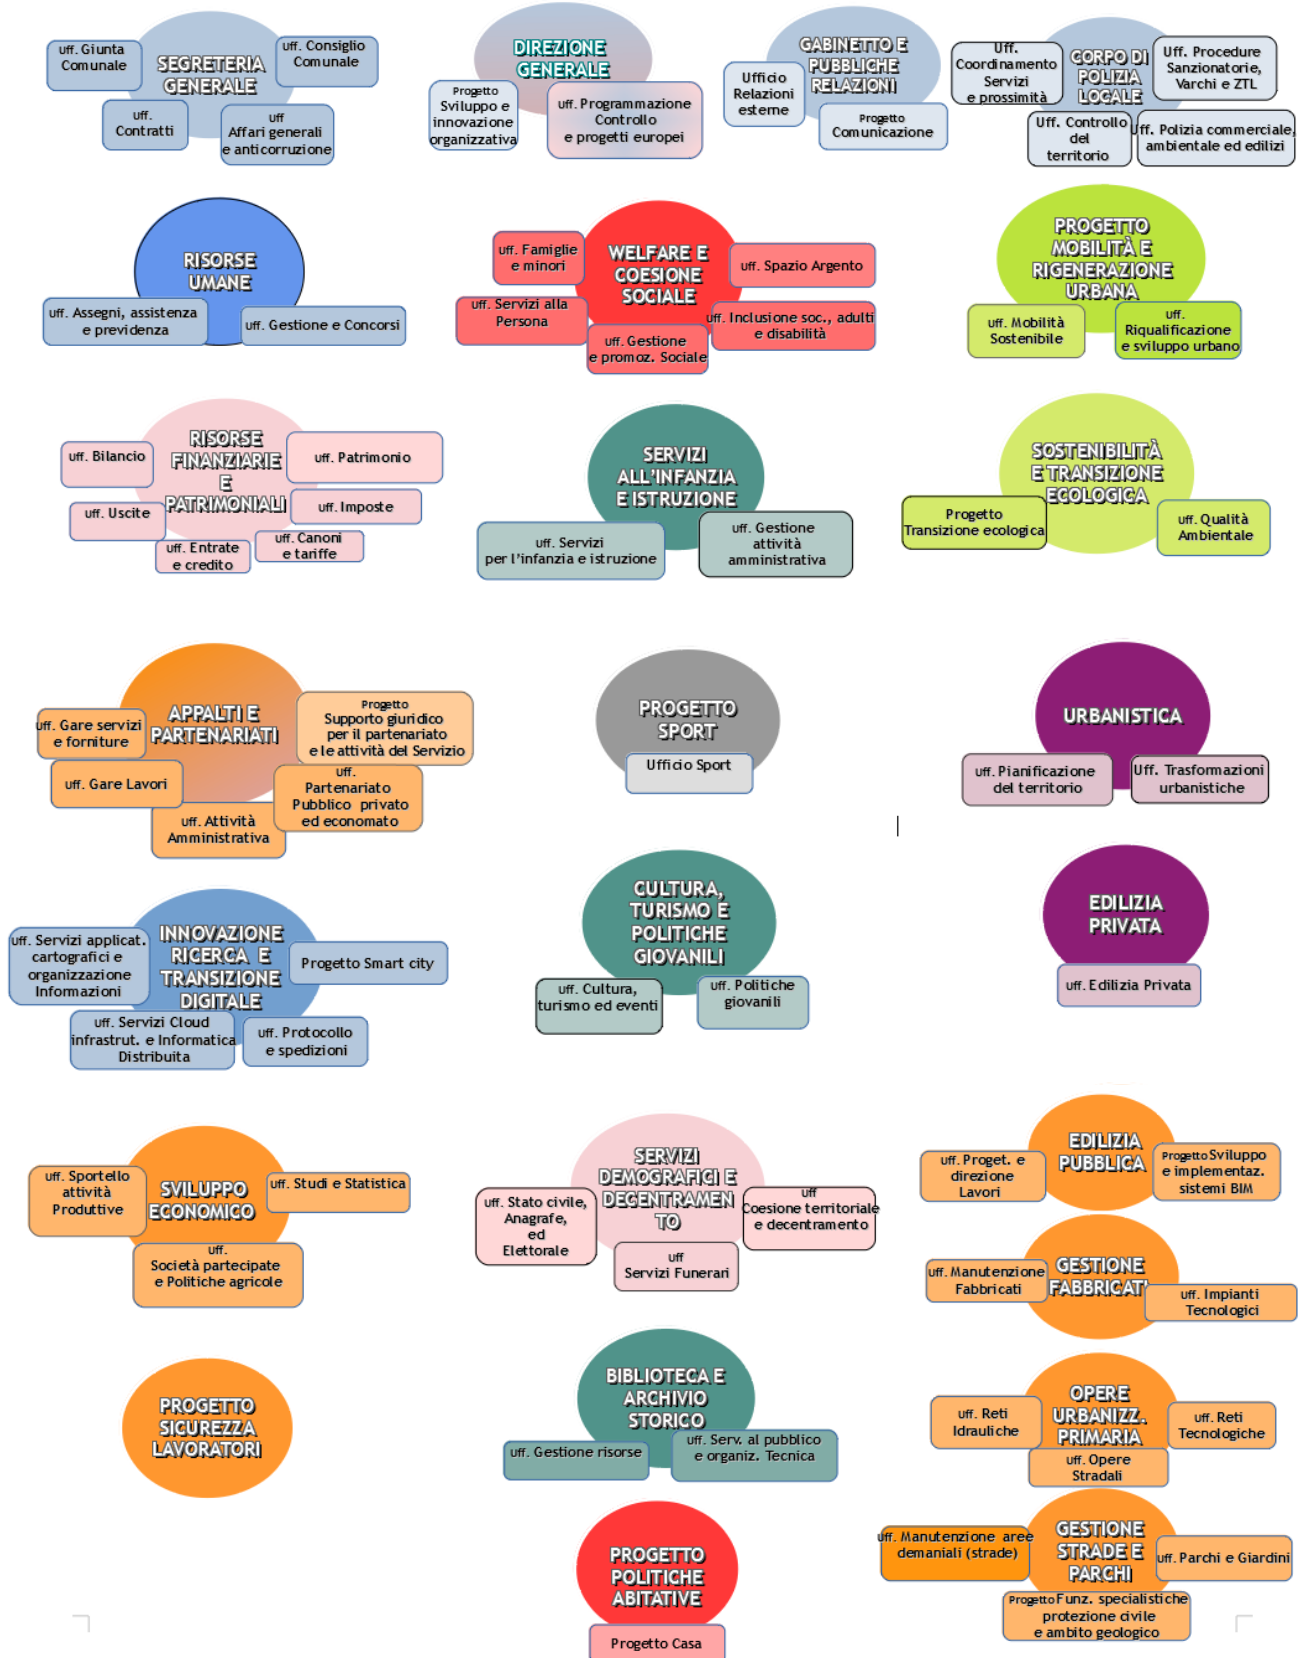 SEGRETERIA
GENERALE
uff. Giunta
Comunale
uff. Consiglio
Comunale
uff.
Contratti
uff
Affari generali
e anticorruzione
DIREZIONE
GENERALE
Progetto
Sviluppo e
innovazione
organizzativa
uff. Programmazione
Controllo
e progetti europei
GABINETTO E
PUBBLICHE
RELAZIONI
Ufficio
Relazioni
esterne
Progetto
Comunicazione
CORPO DI
POLIZIA
LOCALE
Uff.
Coordinamento
Servizi
e prossimità
Uff. Procedure
Sanzionatorie,
Varchi e ZTL
Uff. Controllo
del
territorio
Uff. Polizia commerciale,
ambientale ed edilizi
RISORSE
UMANE
uff. Assegni, assistenza
e previdenza
uff. Gestione e Concorsi
WELFARE E
COESIONE
SOCIALE
uff. Famiglie
e minori
uff. Spazio Argento
uff. Servizi alla
Persona
uff. Inclusione soc., adulti
e disabilità
uff. Gestione
e promoz. Sociale
PROGETTO
MOBILITÀ E
RIGENERAZIONE
URBANA
uff. Mobilità
Sostenibile
uff.
Riqualificazione
e sviluppo urbano
RISORSE
FINANZIARIE
E
PATRIMONIALI
uff. Bilancio
uff. Patrimonio
uff. Uscite
uff. Imposte
uff. Entrate
e credito
uff. Canoni
e tariffe
SERVIZI
ALL'INFANZIA
E ISTRUZIONE
uff. Servizi
per l'infanzia e istruzione
uff. Gestione
attività
amministrativa
SOSTENIBILITÀ
E TRANSIZIONE
ECOLOGICA
Progetto
Transizione ecologica
uff. Qualità
Ambientale
APPALTI E
PARTENARIATI
uff. Gare servizi
e forniture
Progetto
Supporto giuridico
per il partenariato
e le attività del Servizio
uff. Gare Lavori
uff.
Partenariato
Pubblico privato
ed economato
uff. Attività
Amministrativa
PROGETTO
SPORT
Ufficio Sport
URBANISTICA
uff. Pianificazione
del territorio
Uff. Trasformazioni
urbanistiche
INNOVAZIONE
RICERCA E
TRANSIZIONE
DIGITALE
uff. Servizi applicat.
cartografici e
organizzazione
Informazioni
Progetto Smart city
uff. Servizi Cloud
infrastrut. e Informatica
Distribuita
uff. Protocollo
e spedizioni
CULTURA,
TURISMO E
POLITICHE
GIOVANILI
uff. Cultura,
turismo ed eventi
uff. Politiche
giovanili
EDILIZIA
PRIVATA
uff. Edilizia Privata
SVILUPPO
ECONOMICO
uff. Sportello
attività
Produttive
uff. Studi e Statistica
uff.
Società partecipate
e Politiche agricole
SERVIZI
DEMOGRAFICI E
DECENTRAMEN
TO
uff. Stato civile,
Anagrafe,
ed
Elettorale
uff
Coesione territoriale
e decentramento
uff
Servizi Funerari
EDILIZIA
PUBBLICA
uff. Proget. e
direzione
Lavori
Progetto Sviluppo
e implementaz.
sistemi BIM
GESTIONE
FABBRICAT'
uff. Manutenzione
Fabbricati
uff. Impianti
Tecnologici
PROGETTO
SICUREZZA
LAVORATORI
BIBLIOTECA E
ARCHIVIO
STORICO
uff. Gestione risorse
uff. Serv. al pubblico
e organiz. Tecnica
OPERE
URBANIZZ.
PRIMARIA
uff. Reti
Idrauliche
uff. Reti
Tecnologiche
uff. Opere
Stradali
PROGETTO
POLITICHE
ABITATIVE
Progetto Casa
GESTIONE
STRADE E
PARCHI
uff. Manutenzione aree
demaniali (strade)
uff. Parchi e Giardini
Progetto Funz. specialistiche
protezione civile
e ambito geologico